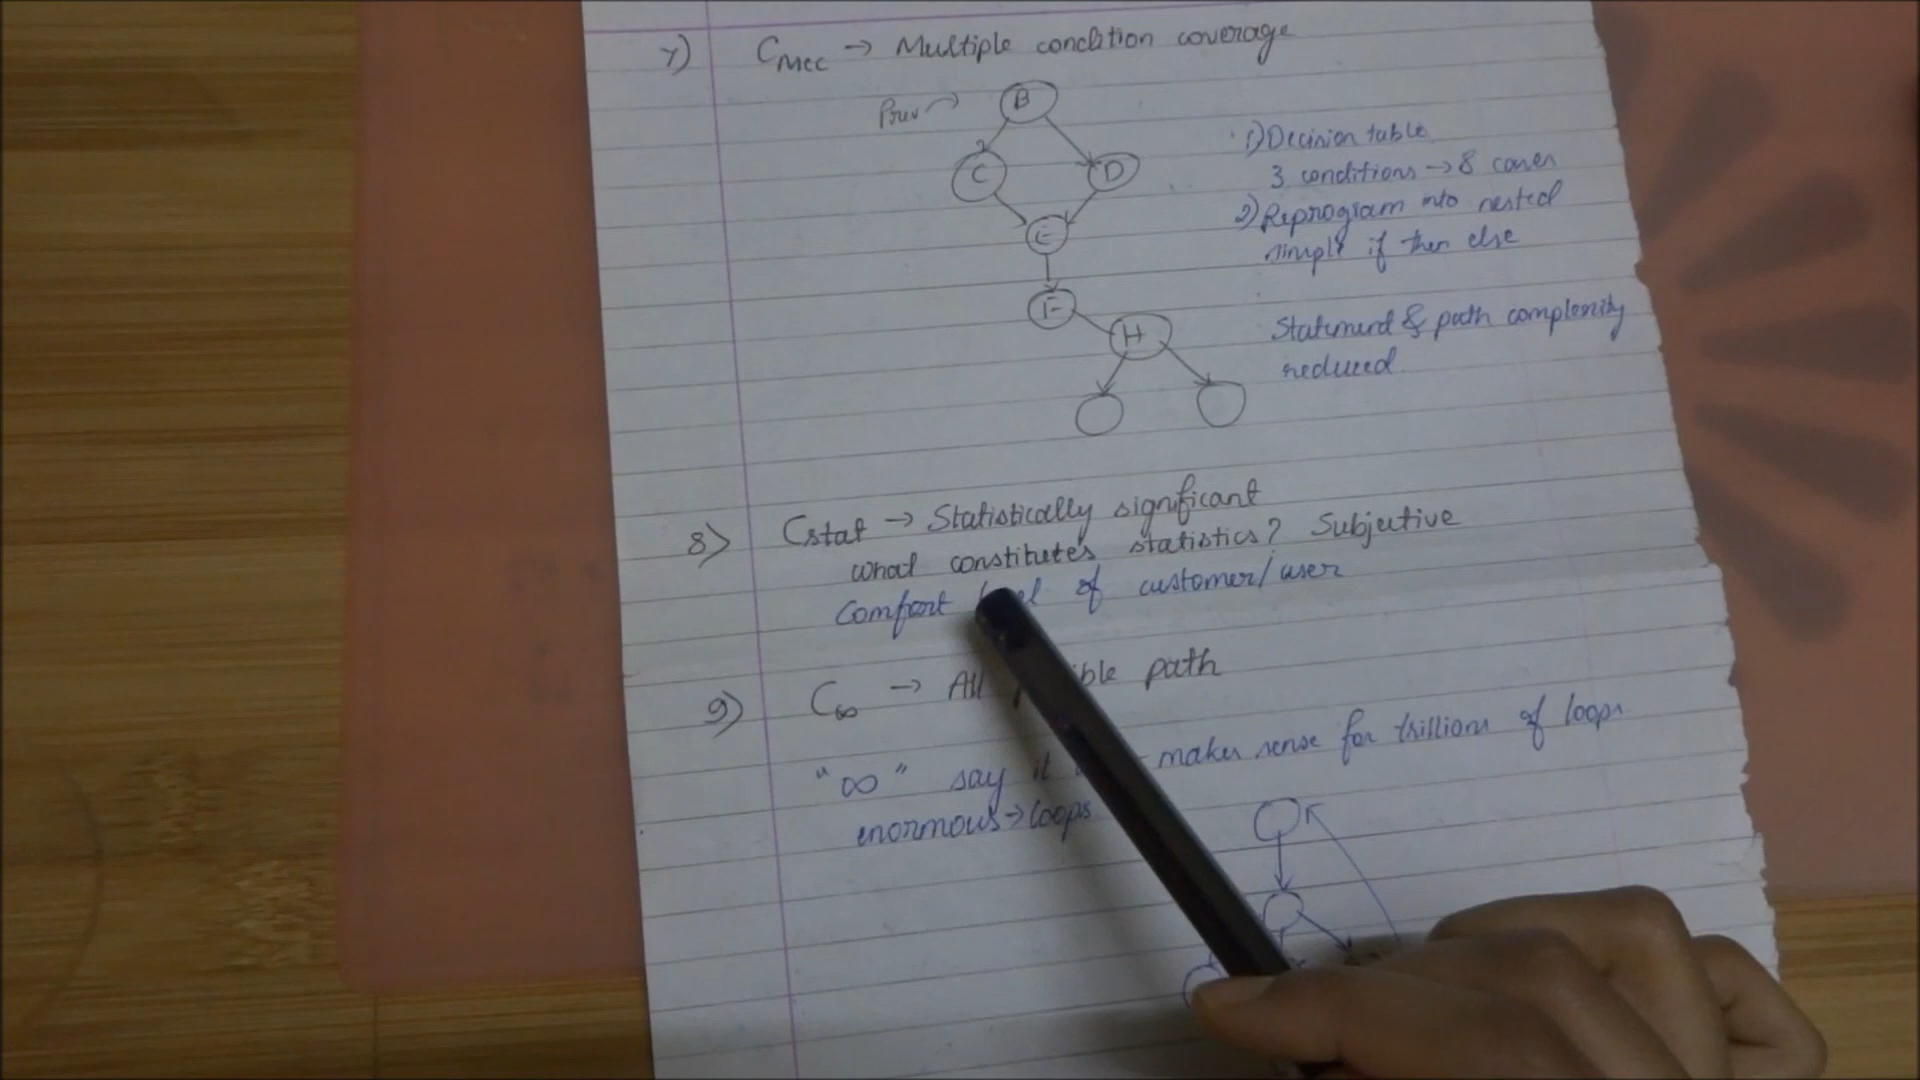 7) CMCC → Multiple condition coverage
Prev
B
C
D
E
F
H
1) Decision table
3 conditions → 8 cases
2) Reprogram into nested
simple if then else
Statement & path complexity
reduced
8) Cstat → Statistically significant
what constitutes statistics? Subjective
Comfort of customer/user
9) C∞ → All path
"∞" say it makes sense for trillions of loops
enormous → loops